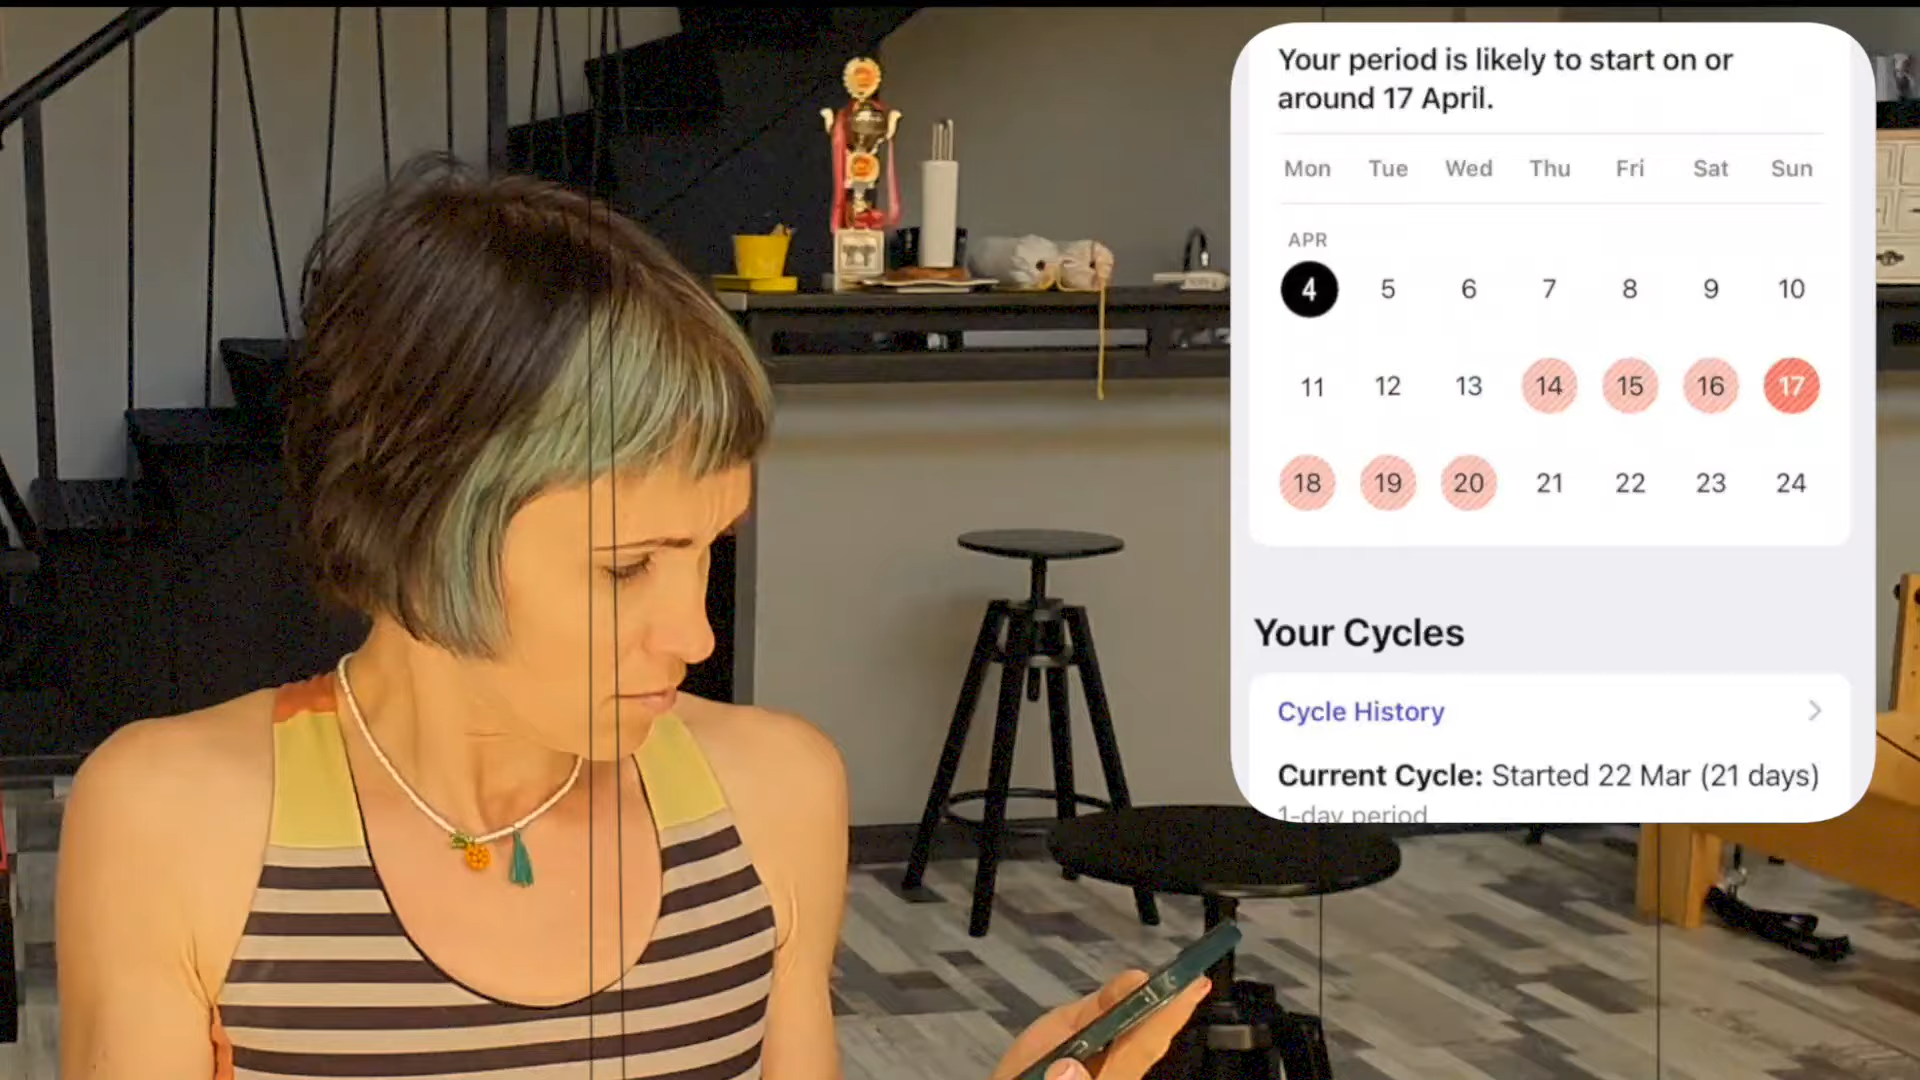 Your period is likely to start on or
around 17 April.
Mon Tue Wed Thu Fri Sat Sun
APR
4 5 6 7 8 9 10
11 12 13 14 15 16 17
18 19 20 21 22 23 24
Your Cycles
Cycle History
Current Cycle: Started 22 Mar (21 days)
1-day period